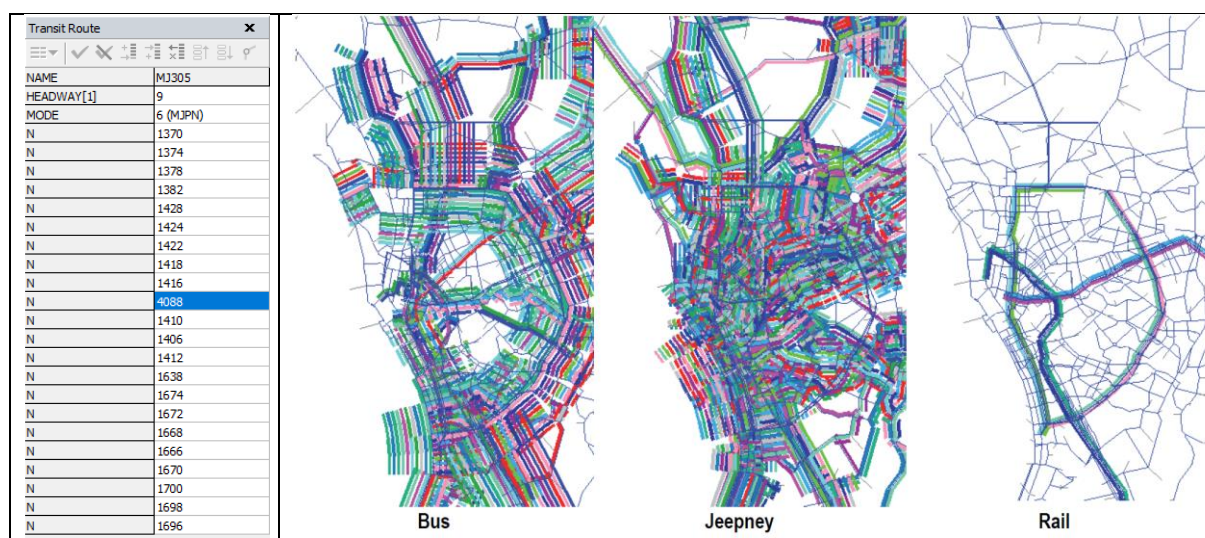 Transit Route x
NAME MJ305
HEADWAY[1] 9
MODE 6 (MJPN)
N 1370
N 1374
N 1378
N 1382
N 1428
N 1424
N 1422
N 1418
N 1416
N 4088
N 1410
N 1406
N 1412
N 1638
N 1674
N 1672
N 1668
N 1666
N 1670
N 1700
N 1698
N 1696
Bus Jeepney Rail